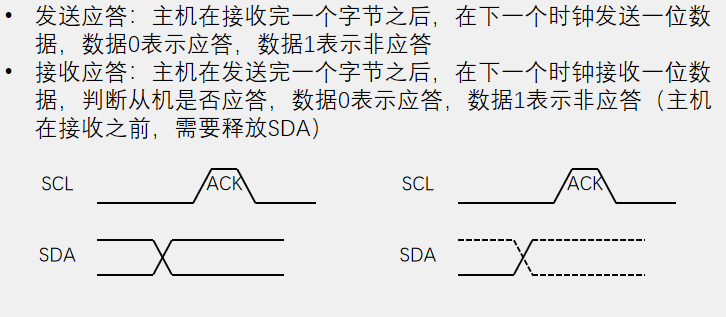 • 发送应答：主机在接收完一个字节之后，在下一个时钟发送一位数
据，数据0表示应答，数据1表示非应答
• 接收应答：主机在发送完一个字节之后，在下一个时钟接收一位数
据，判断从机是否应答，数据0表示应答，数据1表示非应答（主机
在接收之前，需要释放SDA）
SCL ACK SCL ACK
SDA SDA